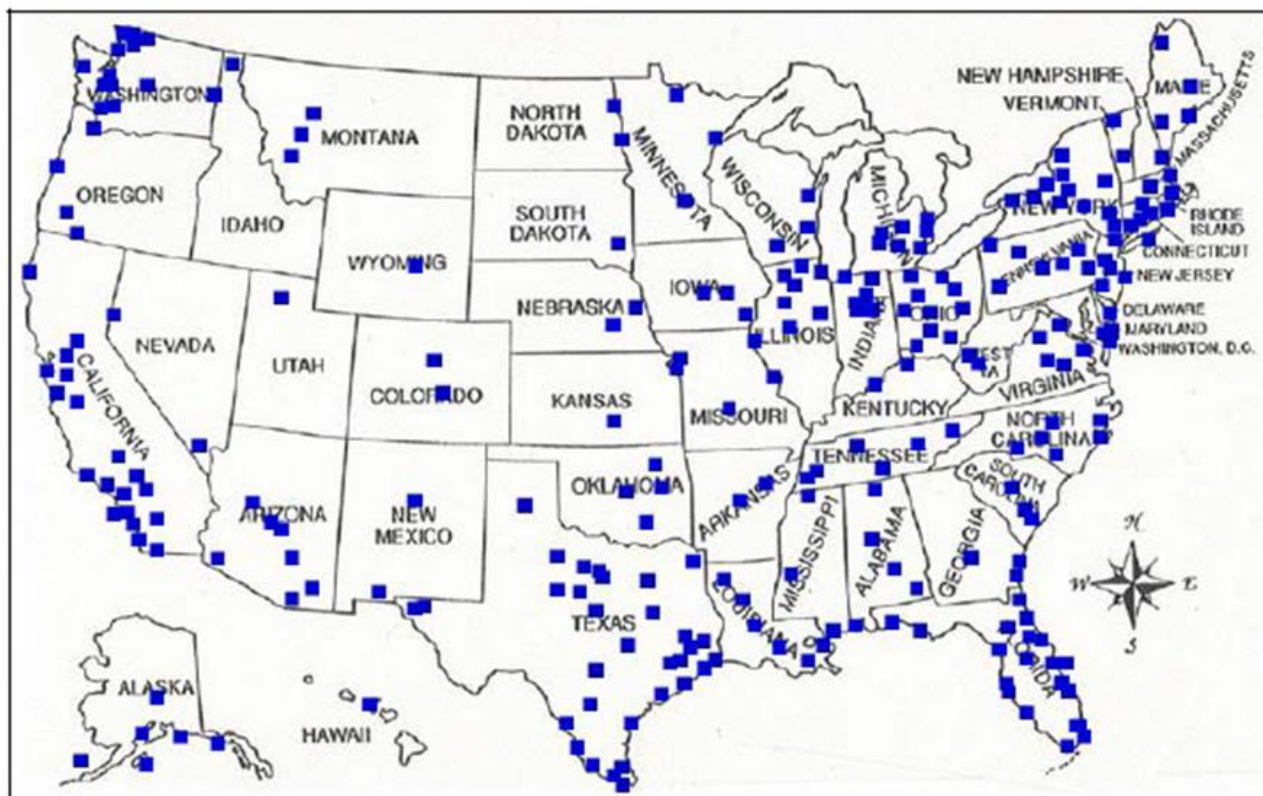 WASHINGTON
OREGON
IDAHO
MONTANA
NORTH
DAKOTA
SOUTH
DAKOTA
WYOMING
NEBRASKA
NEVADA
UTAH
COLORADO
KANSAS
CALIFORNIA
ARIZONA
NEW
MEXICO
OKLAHOMA
TEXAS
MINNESOTA
IOWA
MISSOURI
ARKANSAS
LOUISIANA
WISCONSIN
ILLINOIS
MICHIGAN
INDIANA
OHIO
KENTUCKY
TENNESSEE
MISSISSIPPI
ALABAMA
GEORGIA
FLORIDA
SOUTH
CAROLINA
NORTH
CAROLINA
VIRGINIA
WEST
VA
PENNSYLVANIA
NEW YORK
NEW HAMPSHIRE
VERMONT
MAINE
MASSACHUSETTS
RHODE
ISLAND
CONNECTICUT
NEW JERSEY
DELAWARE
MARYLAND
WASHINGTON, D.C.
ALASKA
HAWAII
N
W
E
S